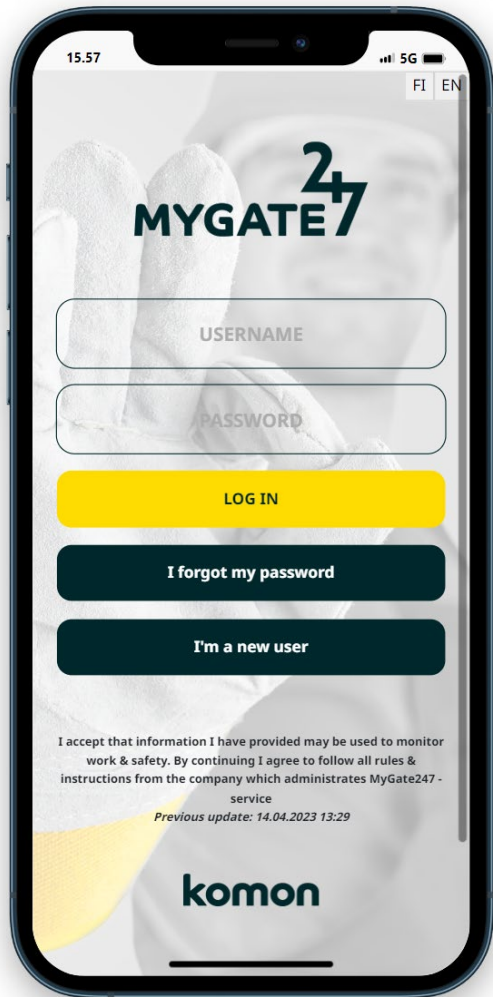 15.57 5G
FI EN
MYGATE 247
USERNAME
PASSWORD
LOG IN
I forgot my password
I'm a new user
I accept that information I have provided may be used to monitor
work & safety. By continuing I agree to follow all rules &
instructions from the company which administrates MyGate247 -
service
Previous update: 14.04.2023 13:29
komon